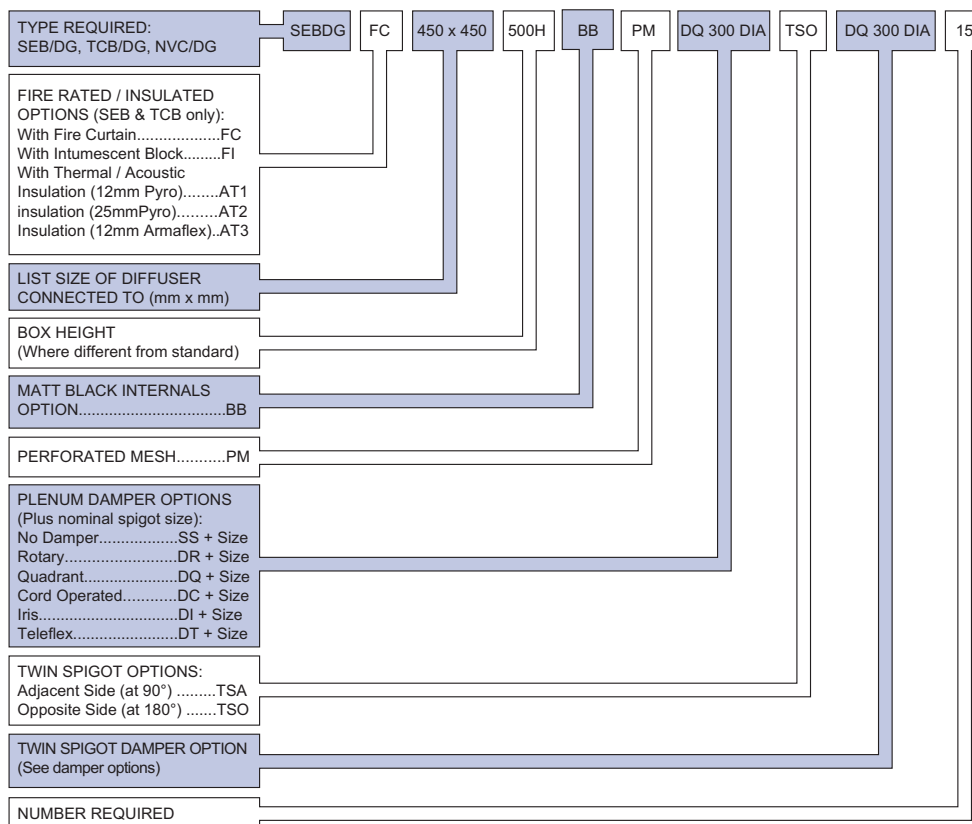 TYPE REQUIRED:
SEB/DG, TCB/DG, NVC/DG
SEBDG FC 450 x 450 500H BB PM DQ 300 DIA TSO DQ 300 DIA 15
FIRE RATED / INSULATED
OPTIONS (SEB & TCB only):
With Fire Curtain...................FC
With Intumescent Block.........FI
With Thermal / Acoustic
Insulation (12mm Pyro)........AT1
insulation (25mmPyro).........AT2
Insulation (12mm Armaflex)..AT3
LIST SIZE OF DIFFUSER
CONNECTED TO (mm x mm)
BOX HEIGHT
(Where different from standard)
MATT BLACK INTERNALS
OPTION..................................BB
PERFORATED MESH...........PM
PLENUM DAMPER OPTIONS
(Plus nominal spigot size):
No Damper..................SS + Size
Rotary..........................DR + Size
Quadrant......................DQ + Size
Cord Operated............DC + Size
Iris................................DI + Size
Teleflex........................DT + Size
TWIN SPIGOT OPTIONS:
Adjacent Side (at 90°) .........TSA
Opposite Side (at 180°) .......TSO
TWIN SPIGOT DAMPER OPTION
(See damper options)
NUMBER REQUIRED